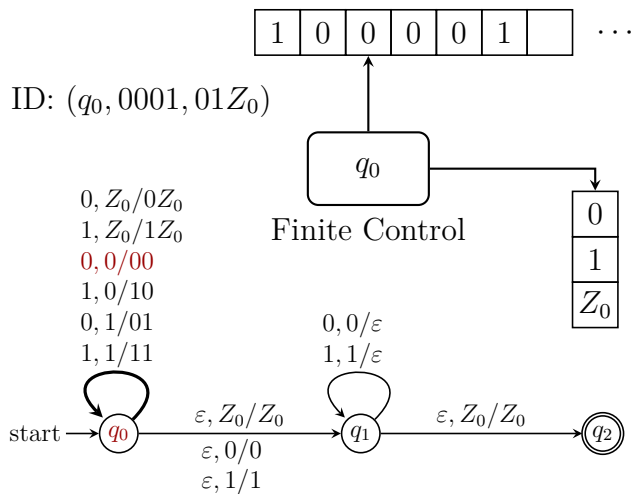 1 0 0 0 0 1 ⋯
ID: (q₀, 0001, 01Z₀)
q₀
Finite Control
0
1
Z₀
0, Z₀/0Z₀
1, Z₀/1Z₀
0, 0/00
1, 0/10
0, 1/01
1, 1/11
0, 0/ε
1, 1/ε
start
q₀
ε, Z₀/Z₀
ε, 0/0
ε, 1/1
q₁
ε, Z₀/Z₀
q₂